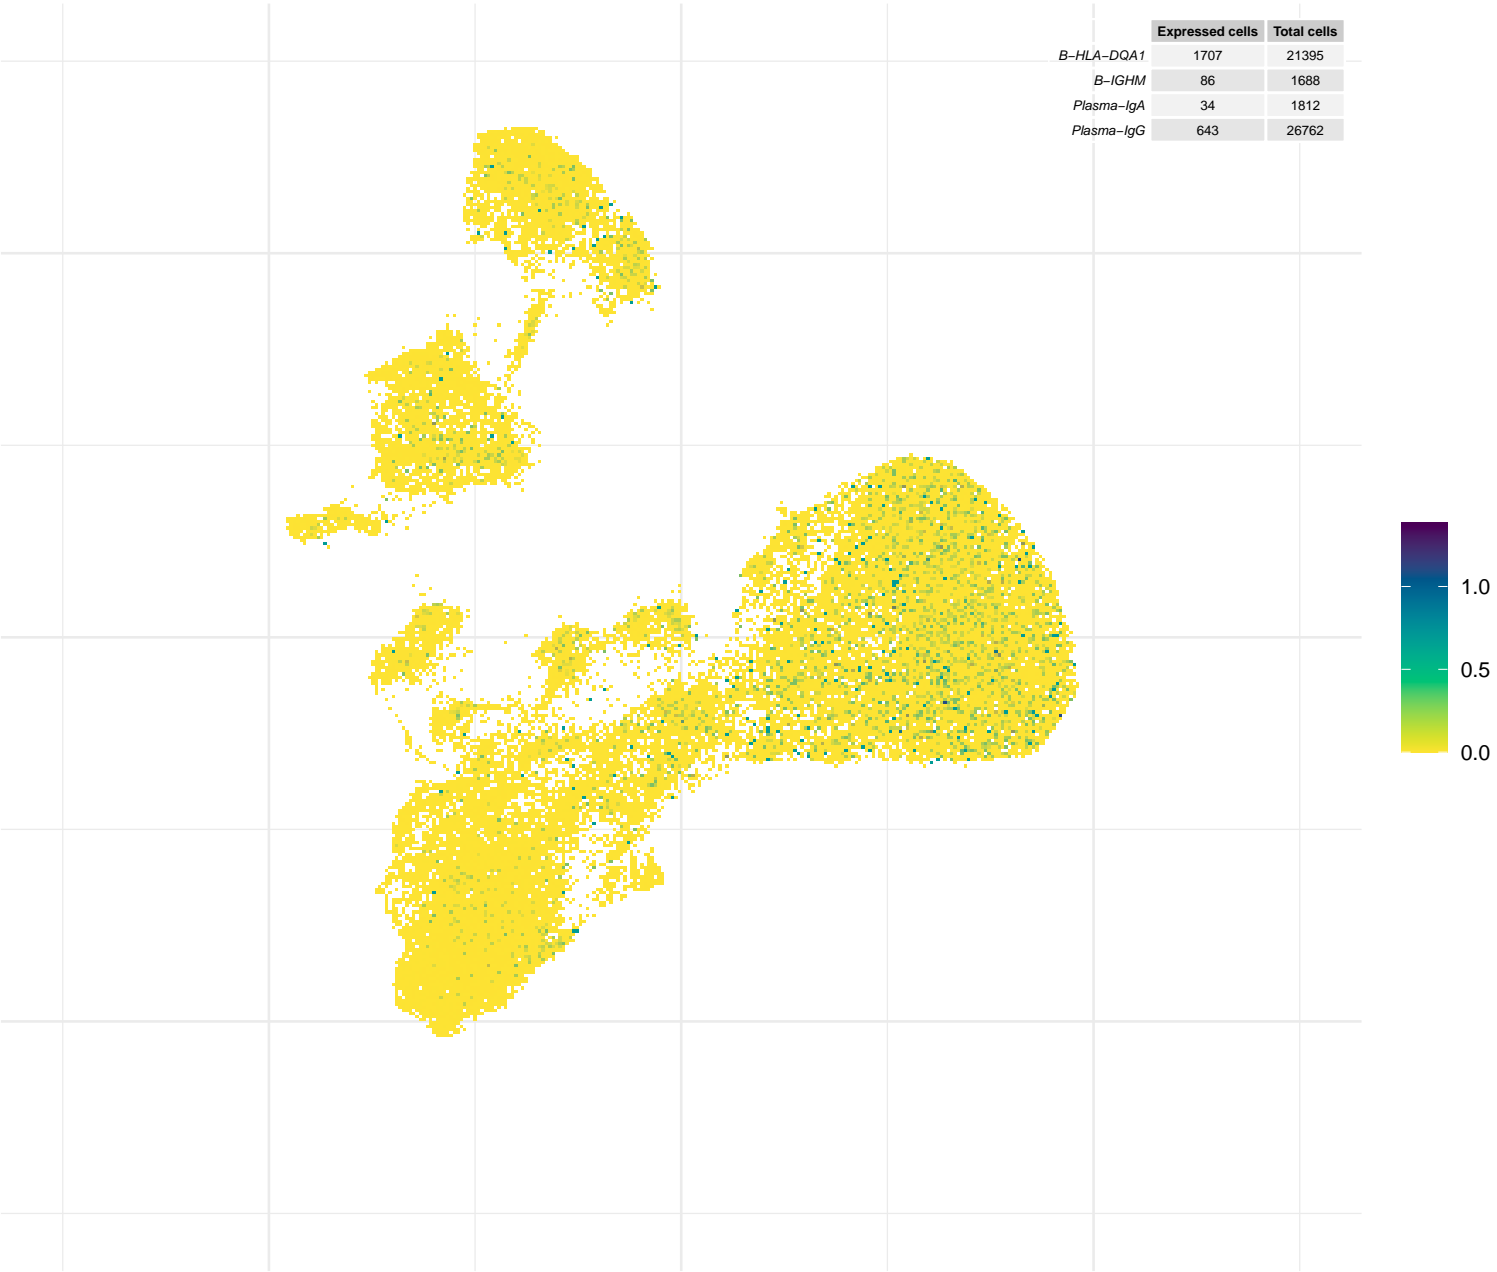 Expressed cells Total cells
B−HLA−DQA1 1707 21395
B−IGHM 86 1688
Plasma−IgA 34 1812
Plasma−IgG 643 26762
1.0
0.5
0.0